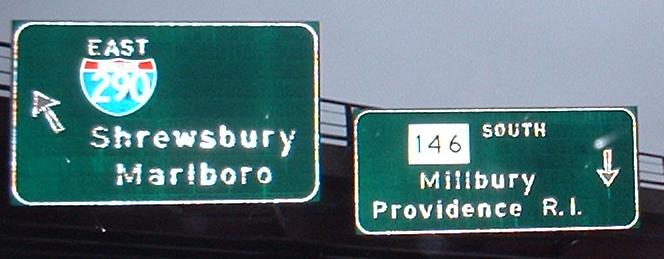 EAST
290
Shrewsbury
Marlboro
146 SOUTH
Millbury
Providence R.I.